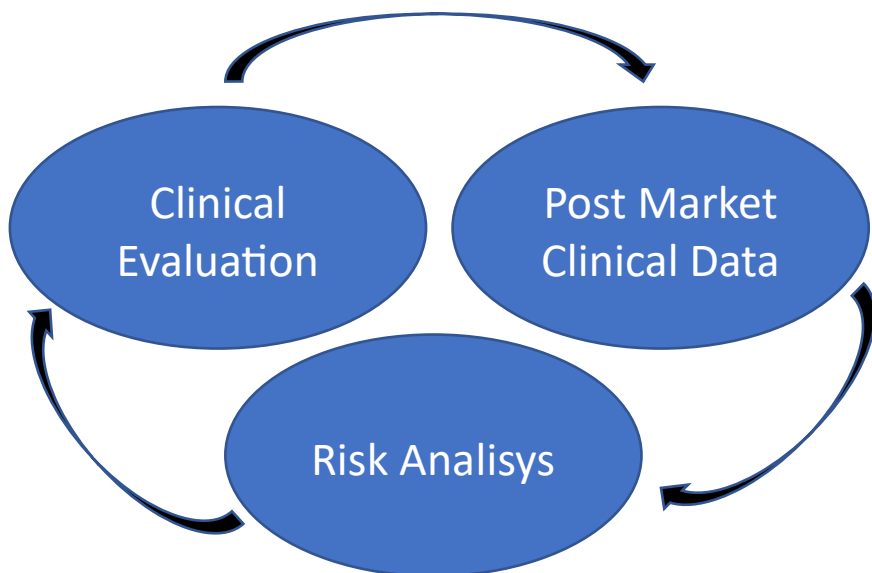 Clinical
Evaluation
Post Market
Clinical Data
Risk Analisys